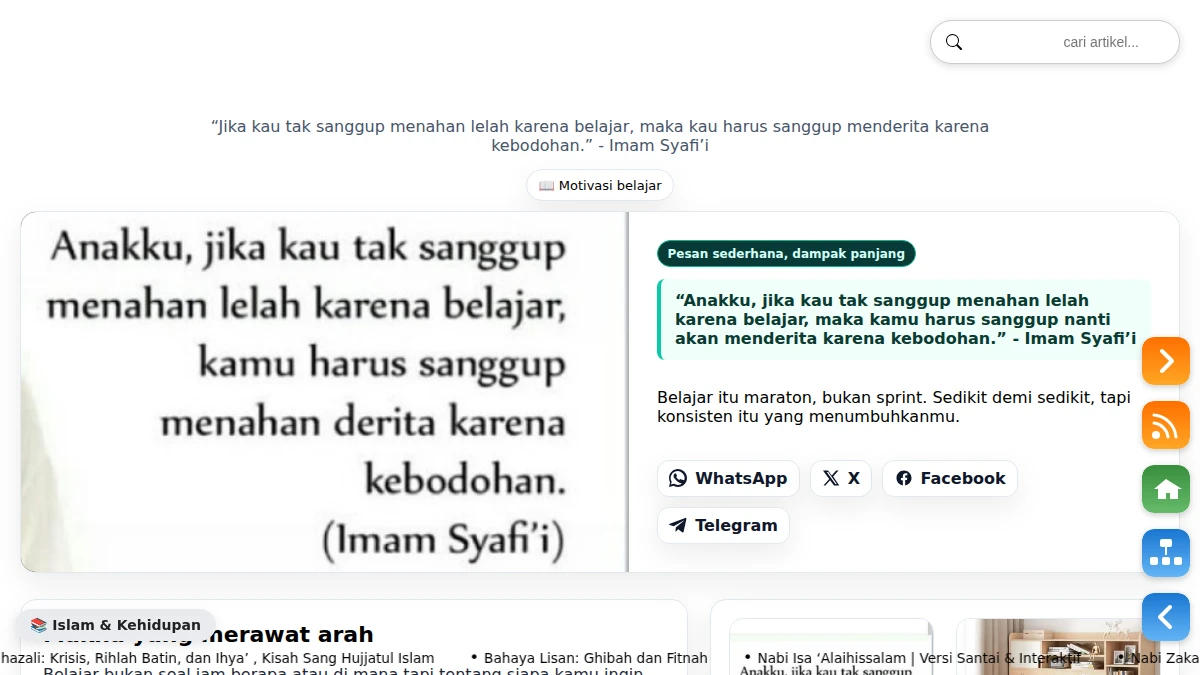 cari artikel...
“Jika kau tak sanggup menahan lelah karena belajar, maka kau harus sanggup menderita karena
kebodohan.” - Imam Syafi’i
📖 Motivasi belajar
Anakku, jika kau tak sanggup
menahan lelah karena belajar,
kamu harus sanggup
menahan derita karena
kebodohan.
(Imam Syafi’i)
Pesan sederhana, dampak panjang
“Anakku, jika kau tak sanggup menahan lelah
karena belajar, maka kamu harus sanggup nanti
akan menderita karena kebodohan.” - Imam Syafi’i
Belajar itu maraton, bukan sprint. Sedikit demi sedikit, tapi
konsisten itu yang menumbuhkanmu.
WhatsApp
X
Facebook
Telegram
📚 Islam & Kehidupan
yang merawat arah
hazali: Krisis, Rihlah Batin, dan Ihya’ , Kisah Sang Hujjatul Islam
• Bahaya Lisan: Ghibah dan Fitnah
• Nabi Isa ‘Alaihissalam | Versi Santai & Interaktif
• Nabi Zaka
Belajar bukan soal jam berapa atau di mana tapi tentang siapa kamu ingin
Anakku, jika kau tak sanggup